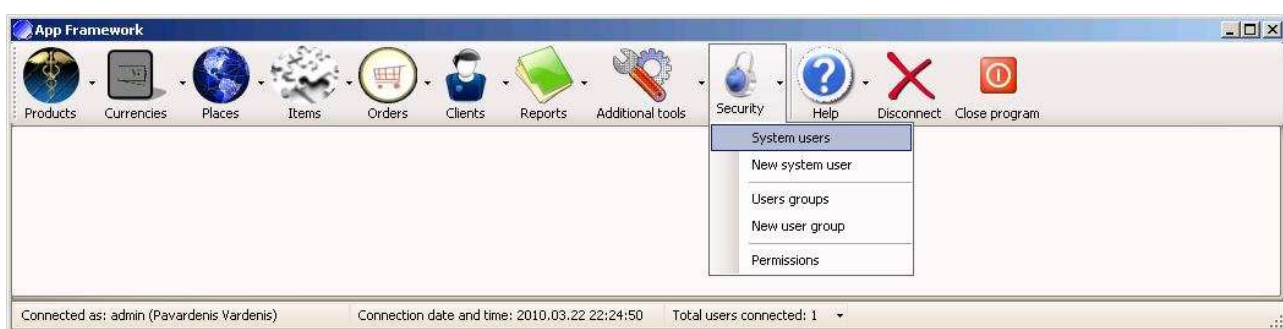 App Framework
Products Currencies Places Items Orders Clients Reports Additional tools Security Help Disconnect Close program
System users
New system user
Users groups
New user group
Permissions
Connected as: admin (Pavardenis Vardenis) Connection date and time: 2010.03.22 22:24:50 Total users connected: 1